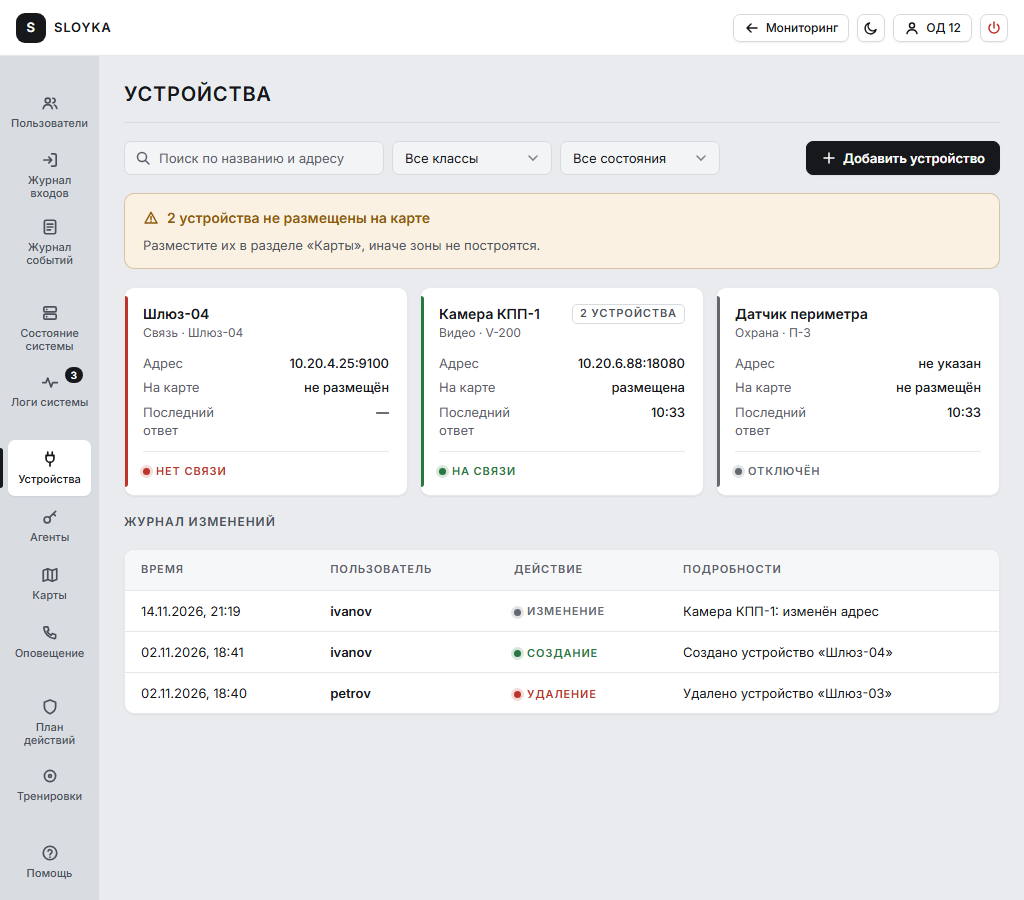 S SLOYKA
Мониторинг
ОД 12
Пользователи
Журнал
входов
Журнал
событий
Состояние
системы
3
Логи системы
Устройства
Агенты
Карты
Оповещение
План
действий
Тренировки
Помощь
УСТРОЙСТВА
Поиск по названию и адресу
Все классы
Все состояния
Добавить устройство
2 устройства не размещены на карте
Разместите их в разделе «Карты», иначе зоны не построятся.
Шлюз-04
Связь · Шлюз-04
Адрес 10.20.4.25:9100
На карте не размещён
Последний ответ —
НЕТ СВЯЗИ
Камера КПП-1 2 УСТРОЙСТВА
Видео · V-200
Адрес 10.20.6.88:18080
На карте размещена
Последний ответ 10:33
НА СВЯЗИ
Датчик периметра
Охрана · П-3
Адрес не указан
На карте не размещён
Последний ответ 10:33
ОТКЛЮЧЁН
ЖУРНАЛ ИЗМЕНЕНИЙ
ВРЕМЯ ПОЛЬЗОВАТЕЛЬ ДЕЙСТВИЕ ПОДРОБНОСТИ
14.11.2026, 21:19 ivanov ИЗМЕНЕНИЕ Камера КПП-1: изменён адрес
02.11.2026, 18:41 ivanov СОЗДАНИЕ Создано устройство «Шлюз-04»
02.11.2026, 18:40 petrov УДАЛЕНИЕ Удалено устройство «Шлюз-03»